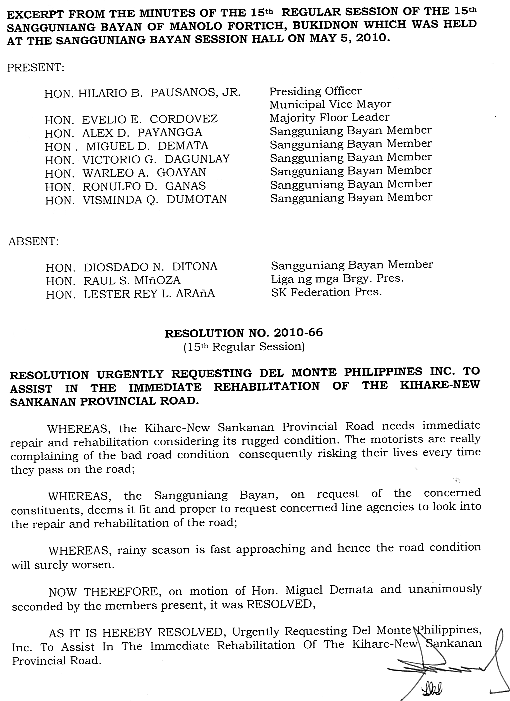 EXCERPT FROM THE MINUTES OF THE 15th REGULAR SESSION OF THE 15th
SANGGUNIANG BAYAN OF MANOLO FORTICH, BUKIDNON WHICH WAS HELD
AT THE SANGGUNIANG BAYAN SESSION HALL ON MAY 5, 2010.
PRESENT:
HON. HILARIO B. PAUSANOS, JR. Presiding Officer
Municipal Vice Mayor
HON. EVELIO E. CORDOVEZ Majority Floor Leader
HON. ALEX D. PAYANGGA Sangguniang Bayan Member
HON . MIGUEL D. DEMATA Sangguniang Bayan Member
HON. VICTORIO G. DAGUNLAY Sangguniang Bayan Member
HON. WARLEO A. GOAYAN Sangguniang Bayan Member
HON. RONULFO D. GANAS Sangguniang Bayan Member
HON. VISMINDA Q. DUMOTAN Sangguniang Bayan Member
ABSENT:
HON. DIOSDADO N. DITONA Sangguniang Bayan Member
HON. RAUL S. MIñOZA Liga ng mga Brgy. Pres.
HON. LESTER REY L. ARAñA SK Federation Pres.
RESOLUTION NO. 2010-66
(15th Regular Session)
RESOLUTION URGENTLY REQUESTING DEL MONTE PHILIPPINES INC. TO
ASSIST IN THE IMMEDIATE REHABILITATION OF THE KIHARE-NEW
SANKANAN PROVINCIAL ROAD.
WHEREAS, the Kihare-New Sankanan Provincial Road needs immediate
repair and rehabilitation considering its rugged condition. The motorists are really
complaining of the bad road condition consequently risking their lives every time
they pass on the road;
WHEREAS, the Sangguniang Bayan, on request of the concerned
constituents, deems it fit and proper to request concerned line agencies to look into
the repair and rehabilitation of the road;
WHEREAS, rainy season is fast approaching and hence the road condition
will surely worsen.
NOW THEREFORE, on motion of Hon. Miguel Demata and unanimously
seconded by the members present, it was RESOLVED,
AS IT IS HEREBY RESOLVED, Urgently Requesting Del Monte Philippines,
Inc. To Assist In The Immediate Rehabilitation Of The Kihare-New Sankanan
Provincial Road.